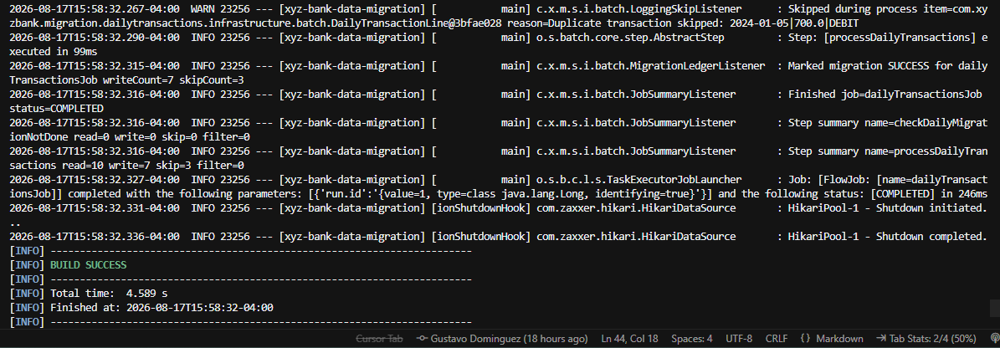 2026-08-17T15:58:32.267-04:00  WARN 23256 --- [xyz-bank-data-migration] [           main] c.x.m.s.i.batch.LoggingSkipListener      : Skipped during process item=com.xy
zbank.migration.dailytransactions.infrastructure.batch.DailyTransactionLine@3bfae028 reason=Duplicate transaction skipped: 2024-01-05|700.0|DEBIT
2026-08-17T15:58:32.290-04:00  INFO 23256 --- [xyz-bank-data-migration] [           main] o.s.batch.core.step.AbstractStep         : Step: [processDailyTransactions] e
xecuted in 99ms
2026-08-17T15:58:32.315-04:00  INFO 23256 --- [xyz-bank-data-migration] [           main] c.x.m.s.i.batch.MigrationLedgerListener  : Marked migration SUCCESS for daily
TransactionsJob writeCount=7 skipCount=3
2026-08-17T15:58:32.316-04:00  INFO 23256 --- [xyz-bank-data-migration] [           main] c.x.m.s.i.batch.JobSummaryListener       : Finished job=dailyTransactionsJob
status=COMPLETED
2026-08-17T15:58:32.316-04:00  INFO 23256 --- [xyz-bank-data-migration] [           main] c.x.m.s.i.batch.JobSummaryListener       : Step summary name=checkDailyMigrat
ionNotDone read=0 write=0 skip=0 filter=0
2026-08-17T15:58:32.316-04:00  INFO 23256 --- [xyz-bank-data-migration] [           main] c.x.m.s.i.batch.JobSummaryListener       : Step summary name=processDailyTran
sactions read=10 write=7 skip=3 filter=0
2026-08-17T15:58:32.327-04:00  INFO 23256 --- [xyz-bank-data-migration] [           main] o.s.b.c.l.s.TaskExecutorJobLauncher      : Job: [FlowJob: [name=dailyTransact
ionsJob]] completed with the following parameters: [{'run.id':'{value=1, type=class java.lang.Long, identifying=true}'}] and the following status: [COMPLETED] in 246ms
2026-08-17T15:58:32.331-04:00  INFO 23256 --- [xyz-bank-data-migration] [ionShutdownHook] com.zaxxer.hikari.HikariDataSource       : HikariPool-1 - Shutdown initiated.
..
2026-08-17T15:58:32.336-04:00  INFO 23256 --- [xyz-bank-data-migration] [ionShutdownHook] com.zaxxer.hikari.HikariDataSource       : HikariPool-1 - Shutdown completed.
[INFO] ------------------------------------------------------------------------
[INFO] BUILD SUCCESS
[INFO] ------------------------------------------------------------------------
[INFO] Total time:  4.589 s
[INFO] Finished at: 2026-08-17T15:58:32-04:00
[INFO] ------------------------------------------------------------------------
Cursor Tab Gustavo Dominguez (18 hours ago) Ln 44, Col 18 Spaces: 4 UTF-8 CRLF {} Markdown Tab Stats: 2/4 (50%)